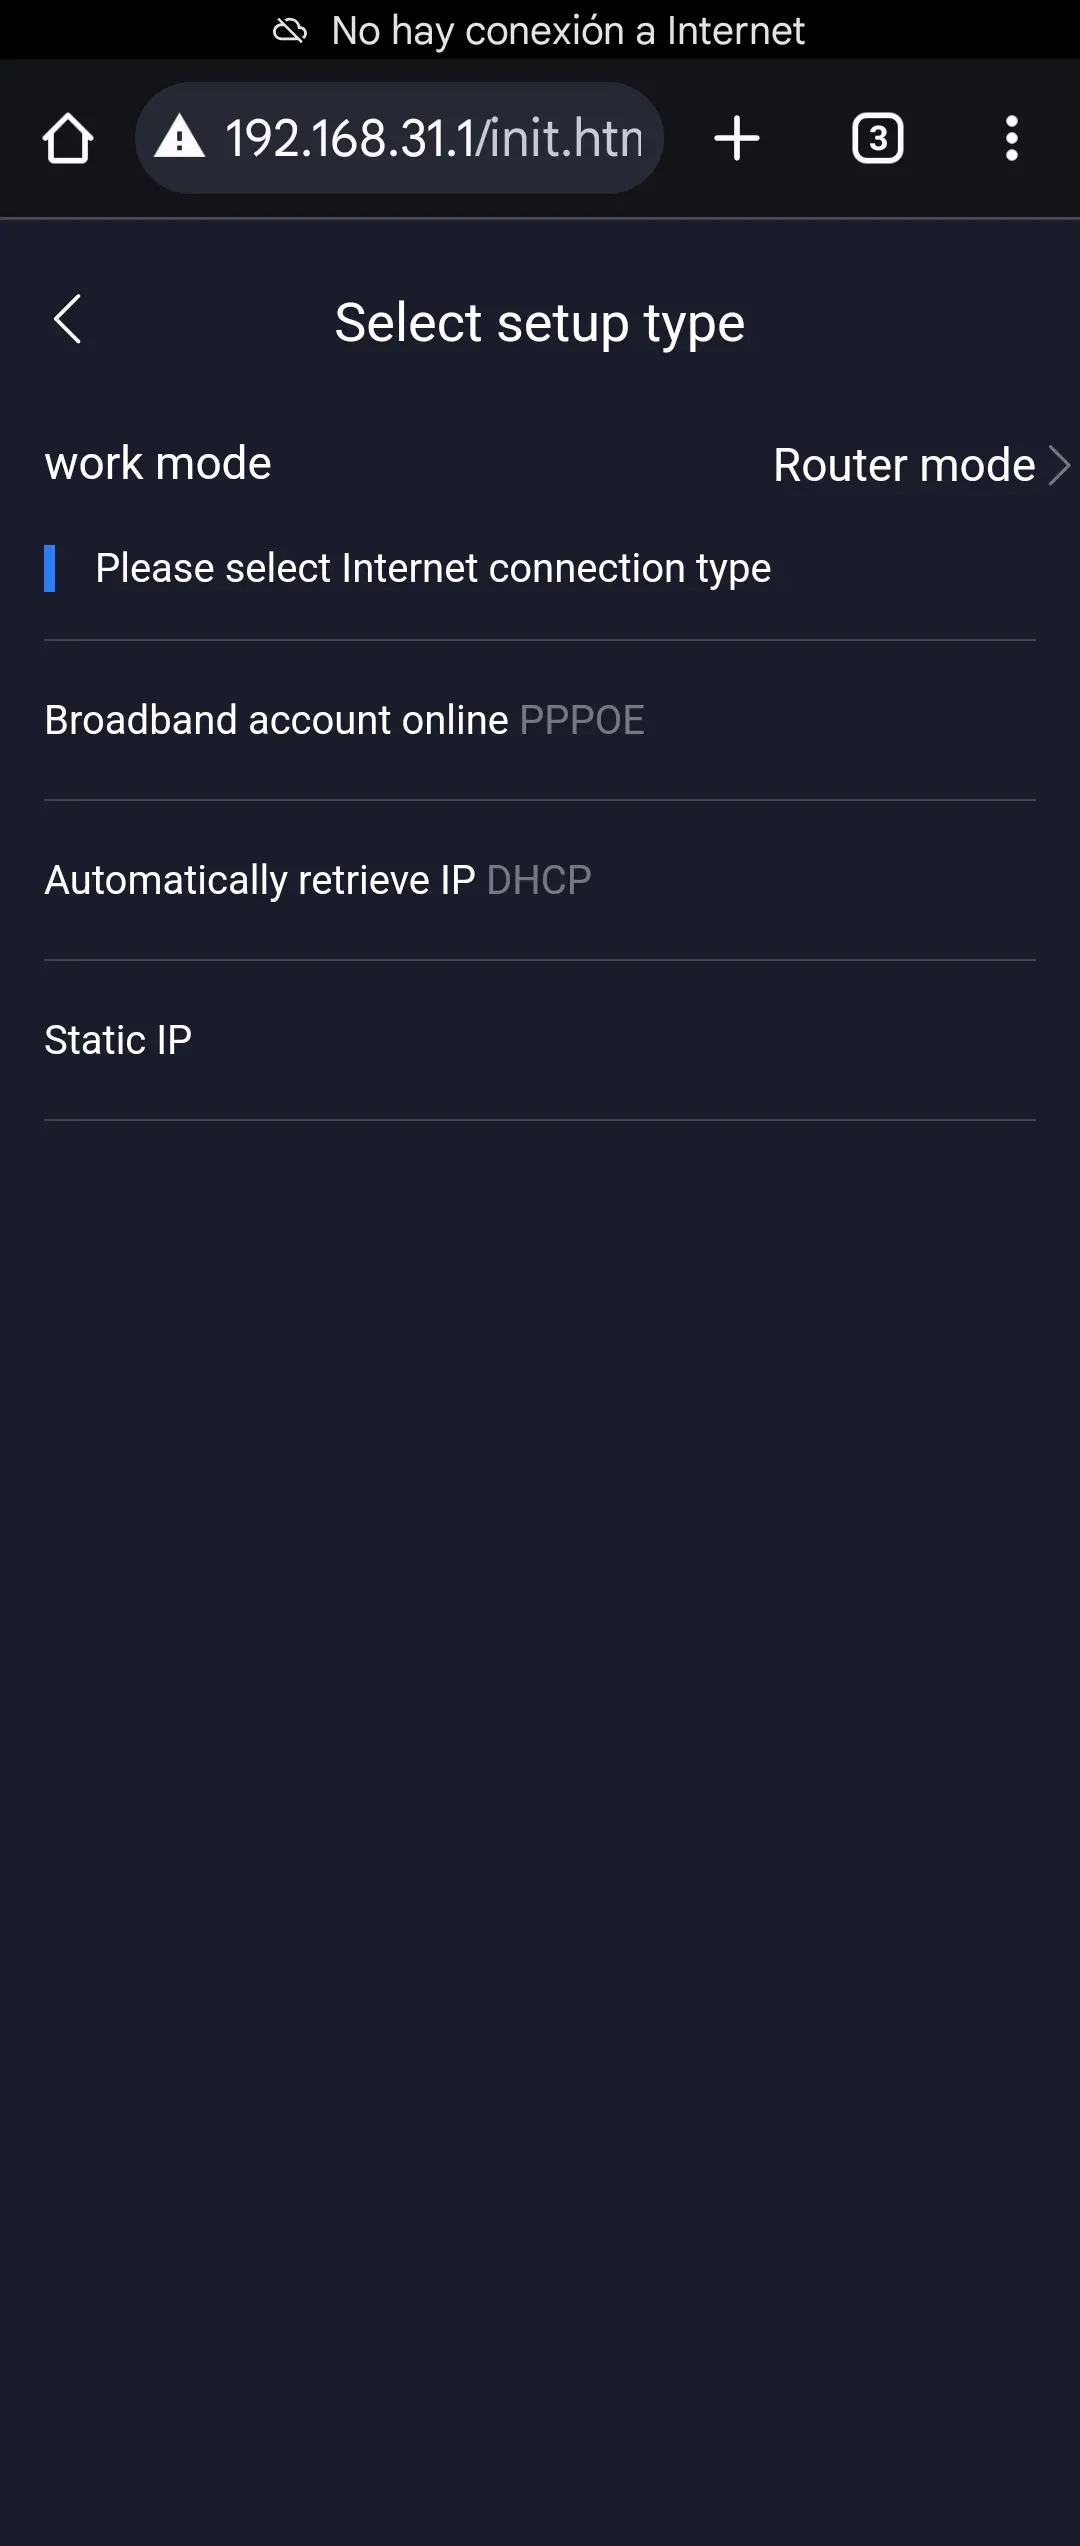 No hay conexión a Internet
192.168.31.1/init.htm
3
Select setup type
work mode
Router mode
Please select Internet connection type
Broadband account online PPPOE
Automatically retrieve IP DHCP
Static IP